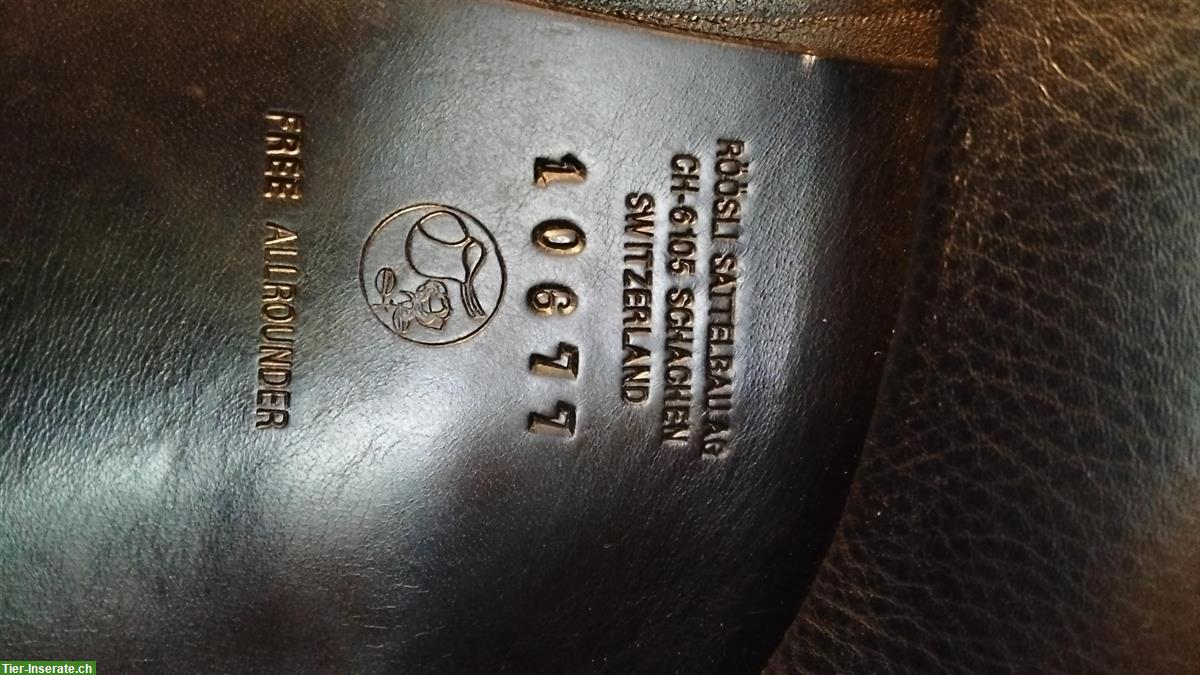 RÖÖSLI SATTELBAU AG
CH-6105 SCHACHEN
SWITZERLAND
10677
FREE ALLROUNDER
Tier-Inserate.ch